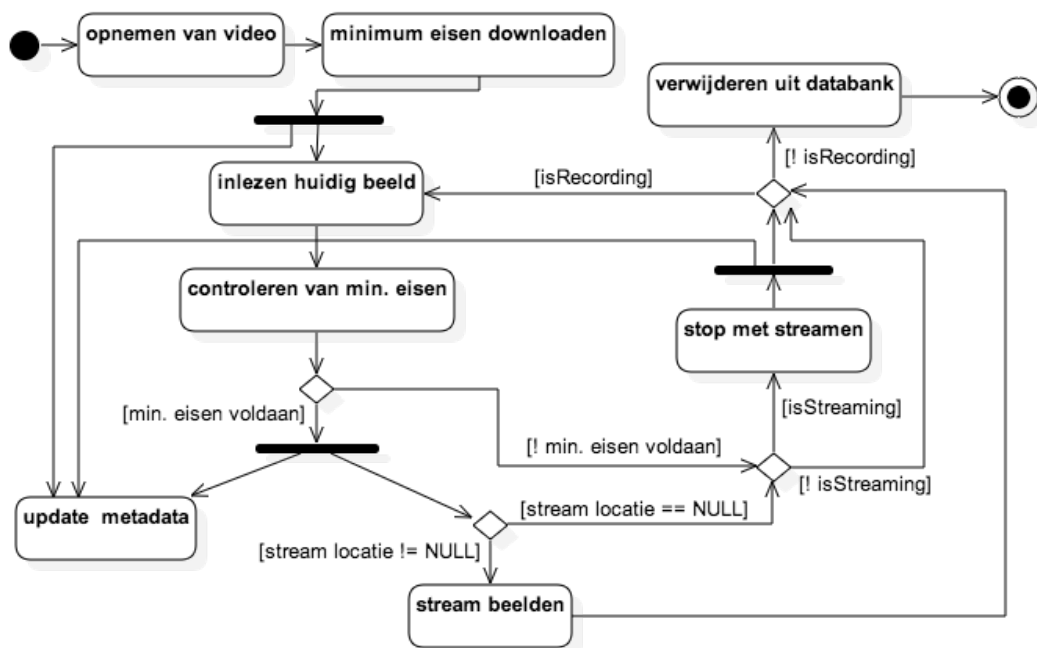 opnemen van video
minimum eisen downloaden
verwijderen uit databank
[! isRecording]
[isRecording]
inlezen huidig beeld
controleren van min. eisen
stop met streamen
[min. eisen voldaan]
[isStreaming]
[! min. eisen voldaan]
[! isStreaming]
update metadata
[stream locatie == NULL]
[stream locatie != NULL]
stream beelden